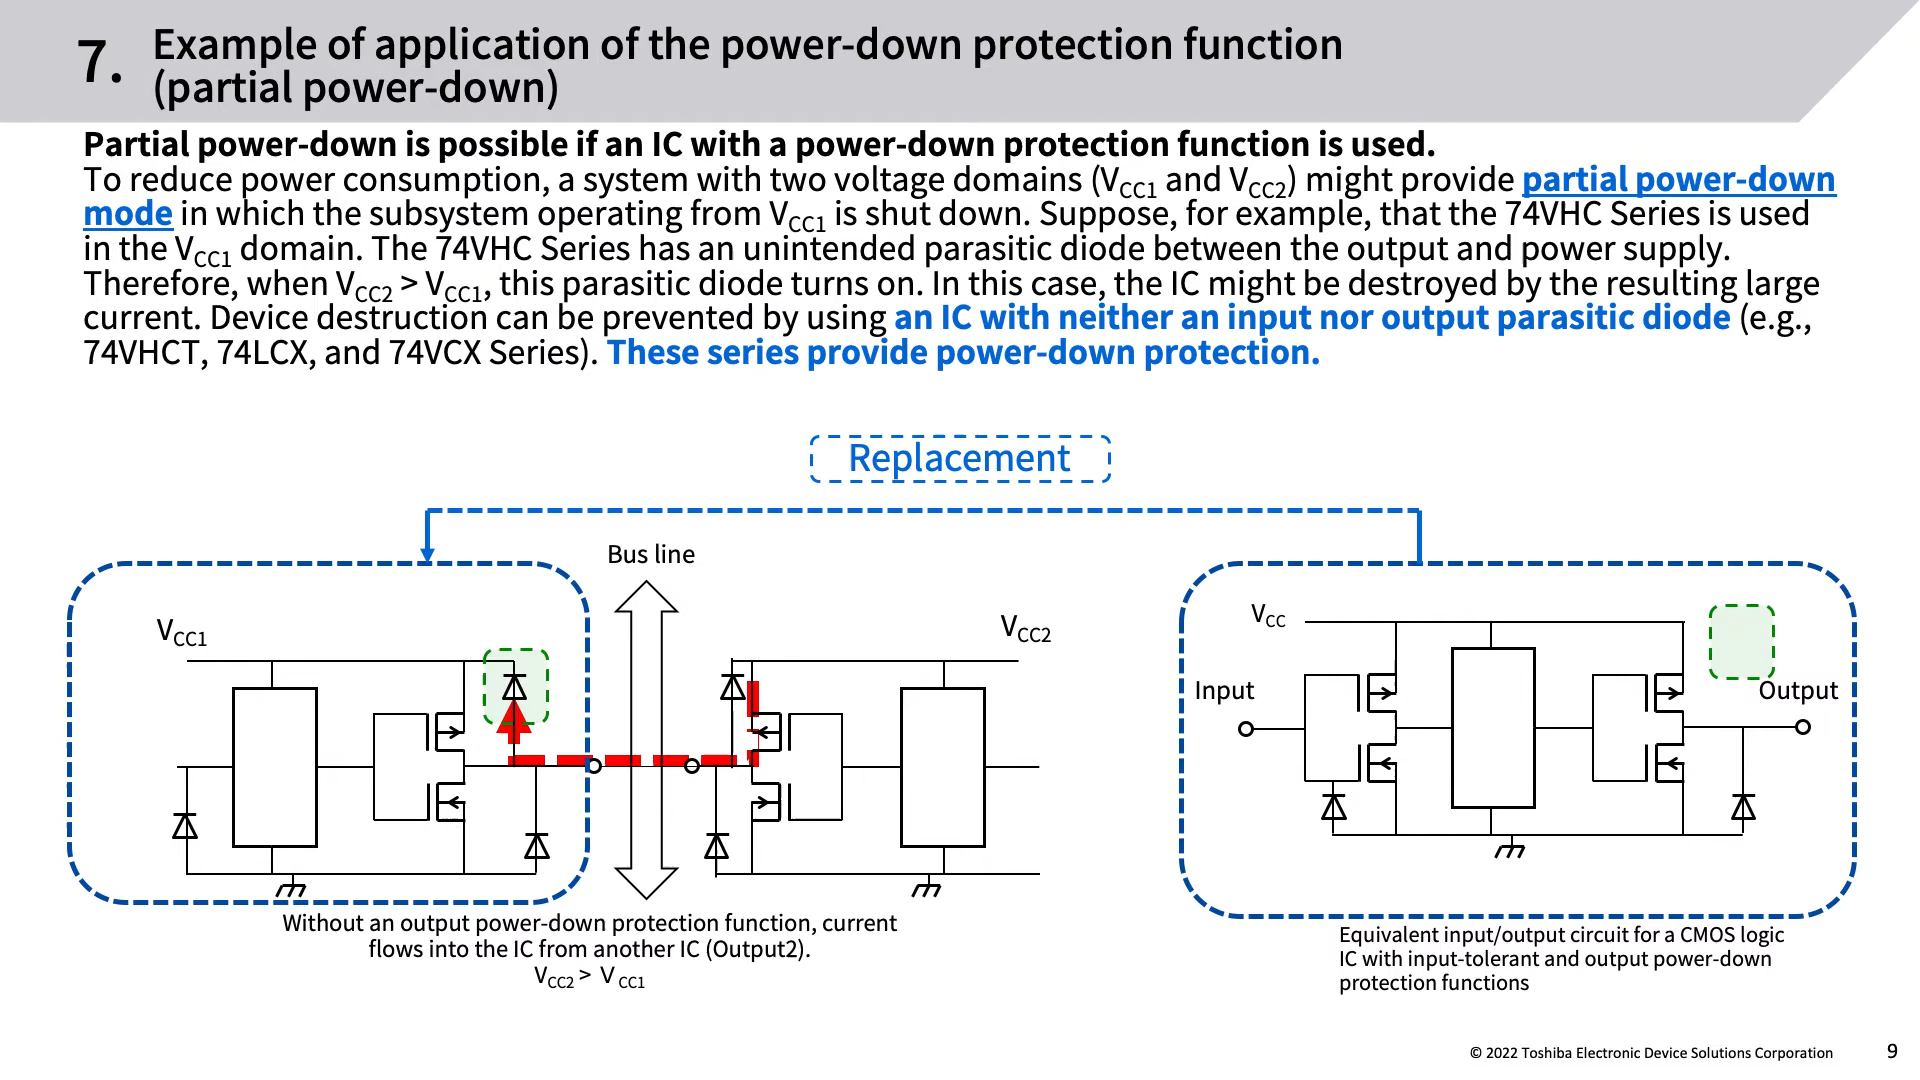 7. Example of application of the power-down protection function
(partial power-down)
Partial power-down is possible if an IC with a power-down protection function is used.
To reduce power consumption, a system with two voltage domains (VCC1 and VCC2) might provide partial power-down
mode in which the subsystem operating from VCC1 is shut down. Suppose, for example, that the 74VHC Series is used
in the VCC1 domain. The 74VHC Series has an unintended parasitic diode between the output and power supply.
Therefore, when VCC2 > VCC1, this parasitic diode turns on. In this case, the IC might be destroyed by the resulting large
current. Device destruction can be prevented by using an IC with neither an input nor output parasitic diode (e.g.,
74VHCT, 74LCX, and 74VCX Series). These series provide power-down protection.
Replacement
Bus line
VCC1
VCC2
VCC
Input
Output
Without an output power-down protection function, current
flows into the IC from another IC (Output2).
VCC2 > VCC1
Equivalent input/output circuit for a CMOS logic
IC with input-tolerant and output power-down
protection functions
© 2022 Toshiba Electronic Device Solutions Corporation
9